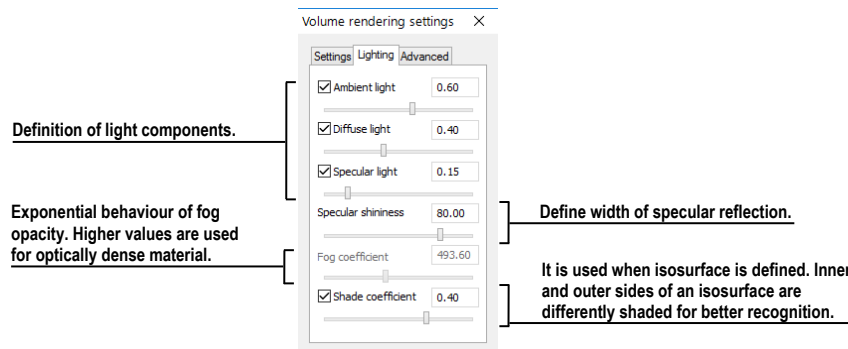 Volume rendering settings
Settings Lighting Advanced
Ambient light 0.60
Definition of light components.
Diffuse light 0.40
Specular light 0.15
Exponential behaviour of fog
opacity. Higher values are used
for optically dense material.
Specular shininess 80.00
Define width of specular reflection.
Fog coefficient 493.60
Shade coefficient 0.40
It is used when isosurface is defined. Inner
and outer sides of an isosurface are
differently shaded for better recognition.